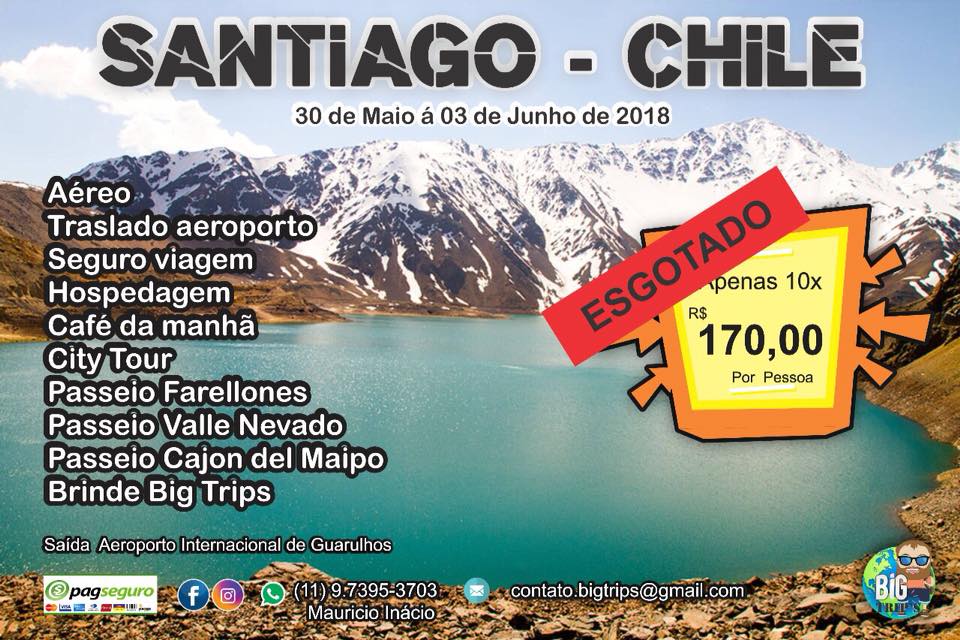 SANTiAGO - CHiLE
30 de Maio á 03 de Junho de 2018
Aéreo
Traslado aeroporto
Seguro viagem
Hospedagem
Café da manhã
City Tour
Passeio Farellones
Passeio Valle Nevado
Passeio Cajon del Maipo
Brinde Big Trips
ESGOTADO
Apenas 10x
R$
170,00
Por Pessoa
Saída Aeroporto Internacional de Guarulhos
pagseguro
(11) 9.7395-3703
Mauricio Inácio
contato.bigtrips@gmail.com
BiG
TRIPS